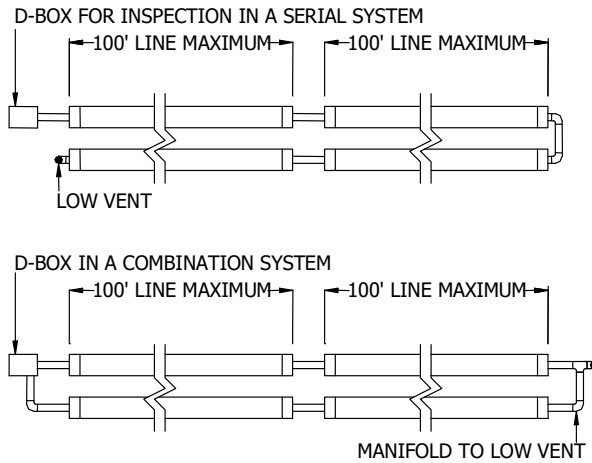 D-BOX FOR INSPECTION IN A SERIAL SYSTEM
100' LINE MAXIMUM
100' LINE MAXIMUM
LOW VENT
D-BOX IN A COMBINATION SYSTEM
100' LINE MAXIMUM
100' LINE MAXIMUM
MANIFOLD TO LOW VENT